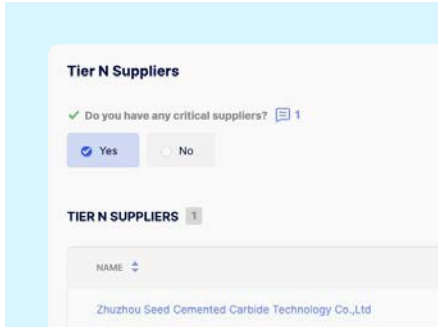 Tier N Suppliers
Do you have any critical suppliers? 1
Yes No
TIER N SUPPLIERS 1
NAME
Zhuzhou Seed Cemented Carbide Technology Co.,Ltd